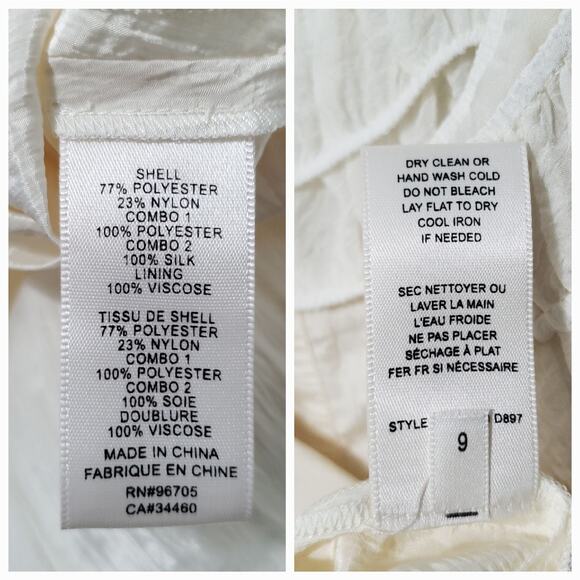 SHELL
77% POLYESTER
23% NYLON
COMBO 1
100% POLYESTER
COMBO 2
100% SILK
LINING
100% VISCOSE
TISSU DE SHELL
77% POLYESTER
23% NYLON
COMBO 1
100% POLYESTER
COMBO 2
100% SOIE
DOUBLURE
100% VISCOSE
MADE IN CHINA
FABRIQUE EN CHINE
RN#96705
CA#34460
DRY CLEAN OR
HAND WASH COLD
DO NOT BLEACH
LAY FLAT TO DRY
COOL IRON
IF NEEDED
SEC NETTOYER OU
LAVER LA MAIN
L'EAU FROIDE
NE PAS PLACER
SÉCHAGE À PLAT
FER FR SI NÉCESSAIRE
STYLE D897
9